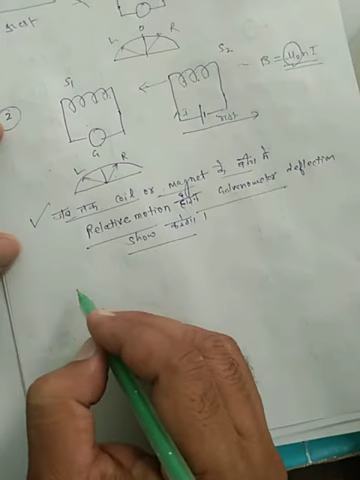 L O R
S₂
B = μ₀nI
2
S₁
I
G
L R
✓ जब तक coil or magnet के बीच में
Relative motion होगा galvanometer deflection
show करेगा।